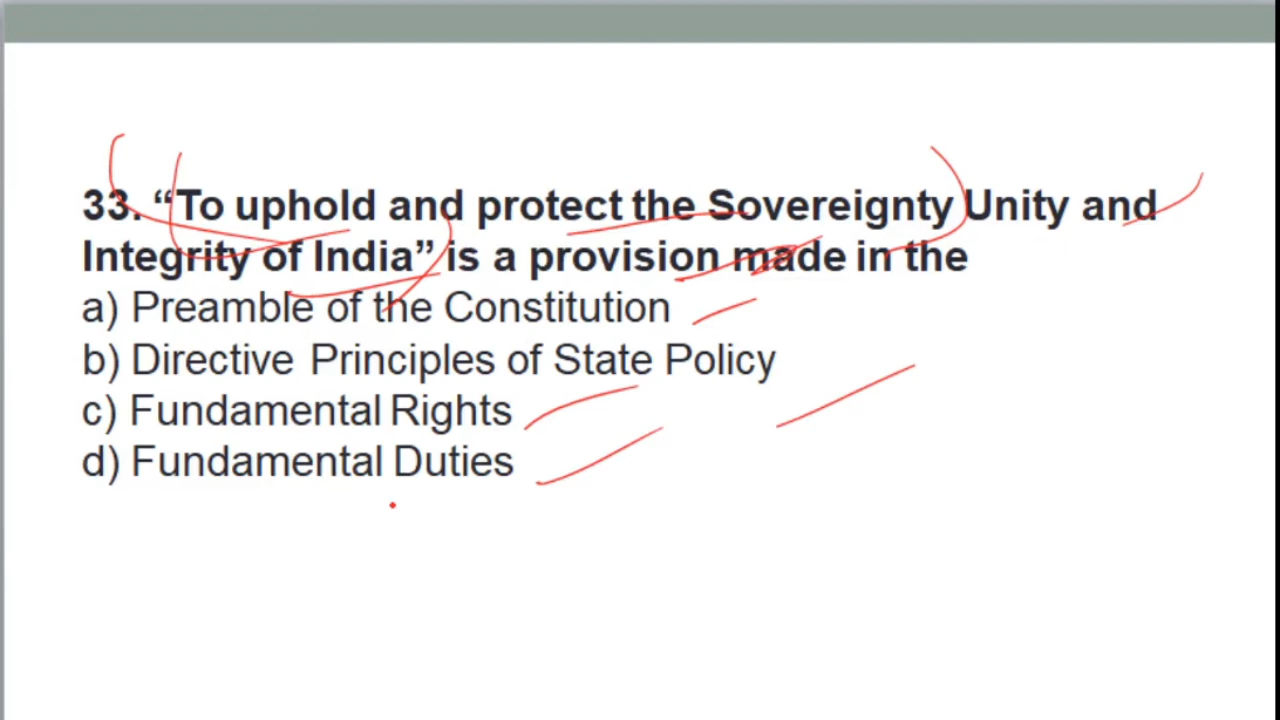 33. “To uphold and protect the Sovereignty Unity and
Integrity of India” is a provision made in the
a) Preamble of the Constitution
b) Directive Principles of State Policy
c) Fundamental Rights
d) Fundamental Duties